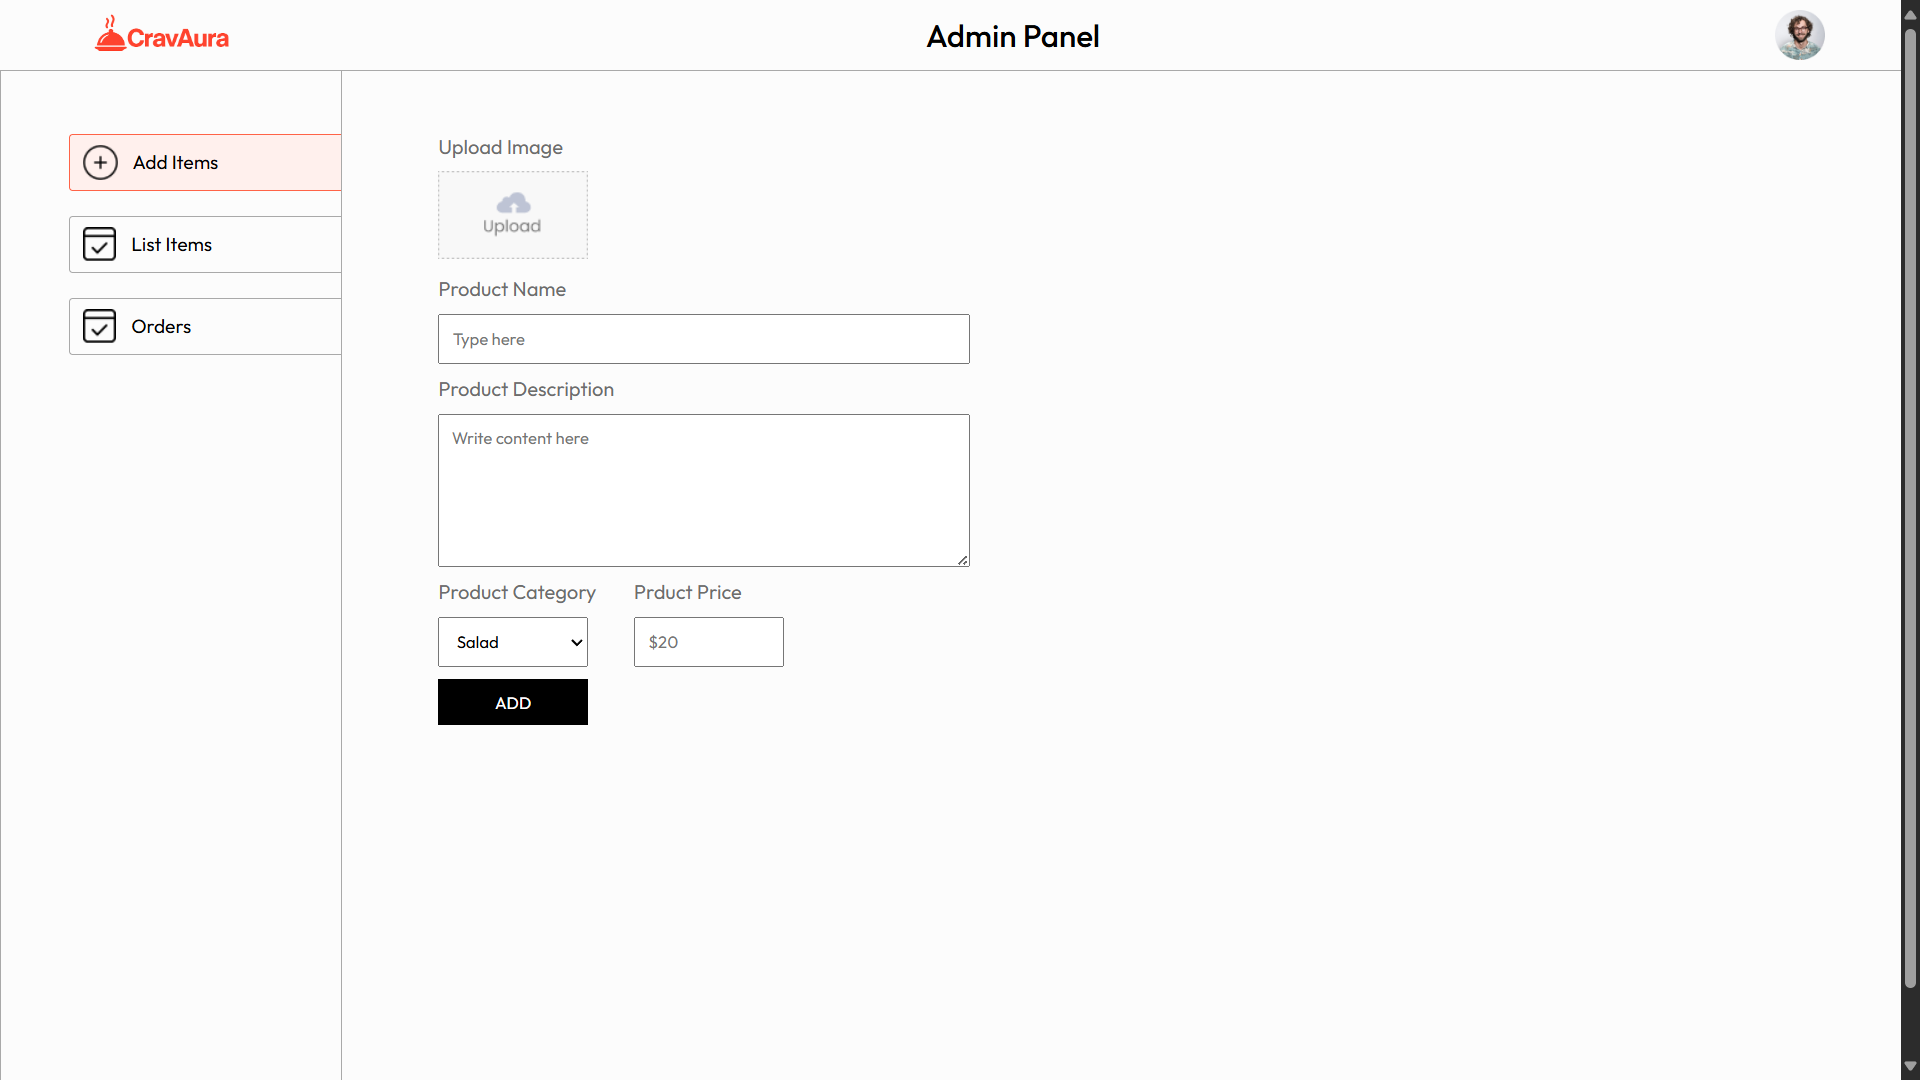 CravAura
Admin Panel
Add Items
List Items
Orders
Upload Image
Upload
Product Name
Type here
Product Description
Write content here
Product Category
Prduct Price
Salad
$20
ADD